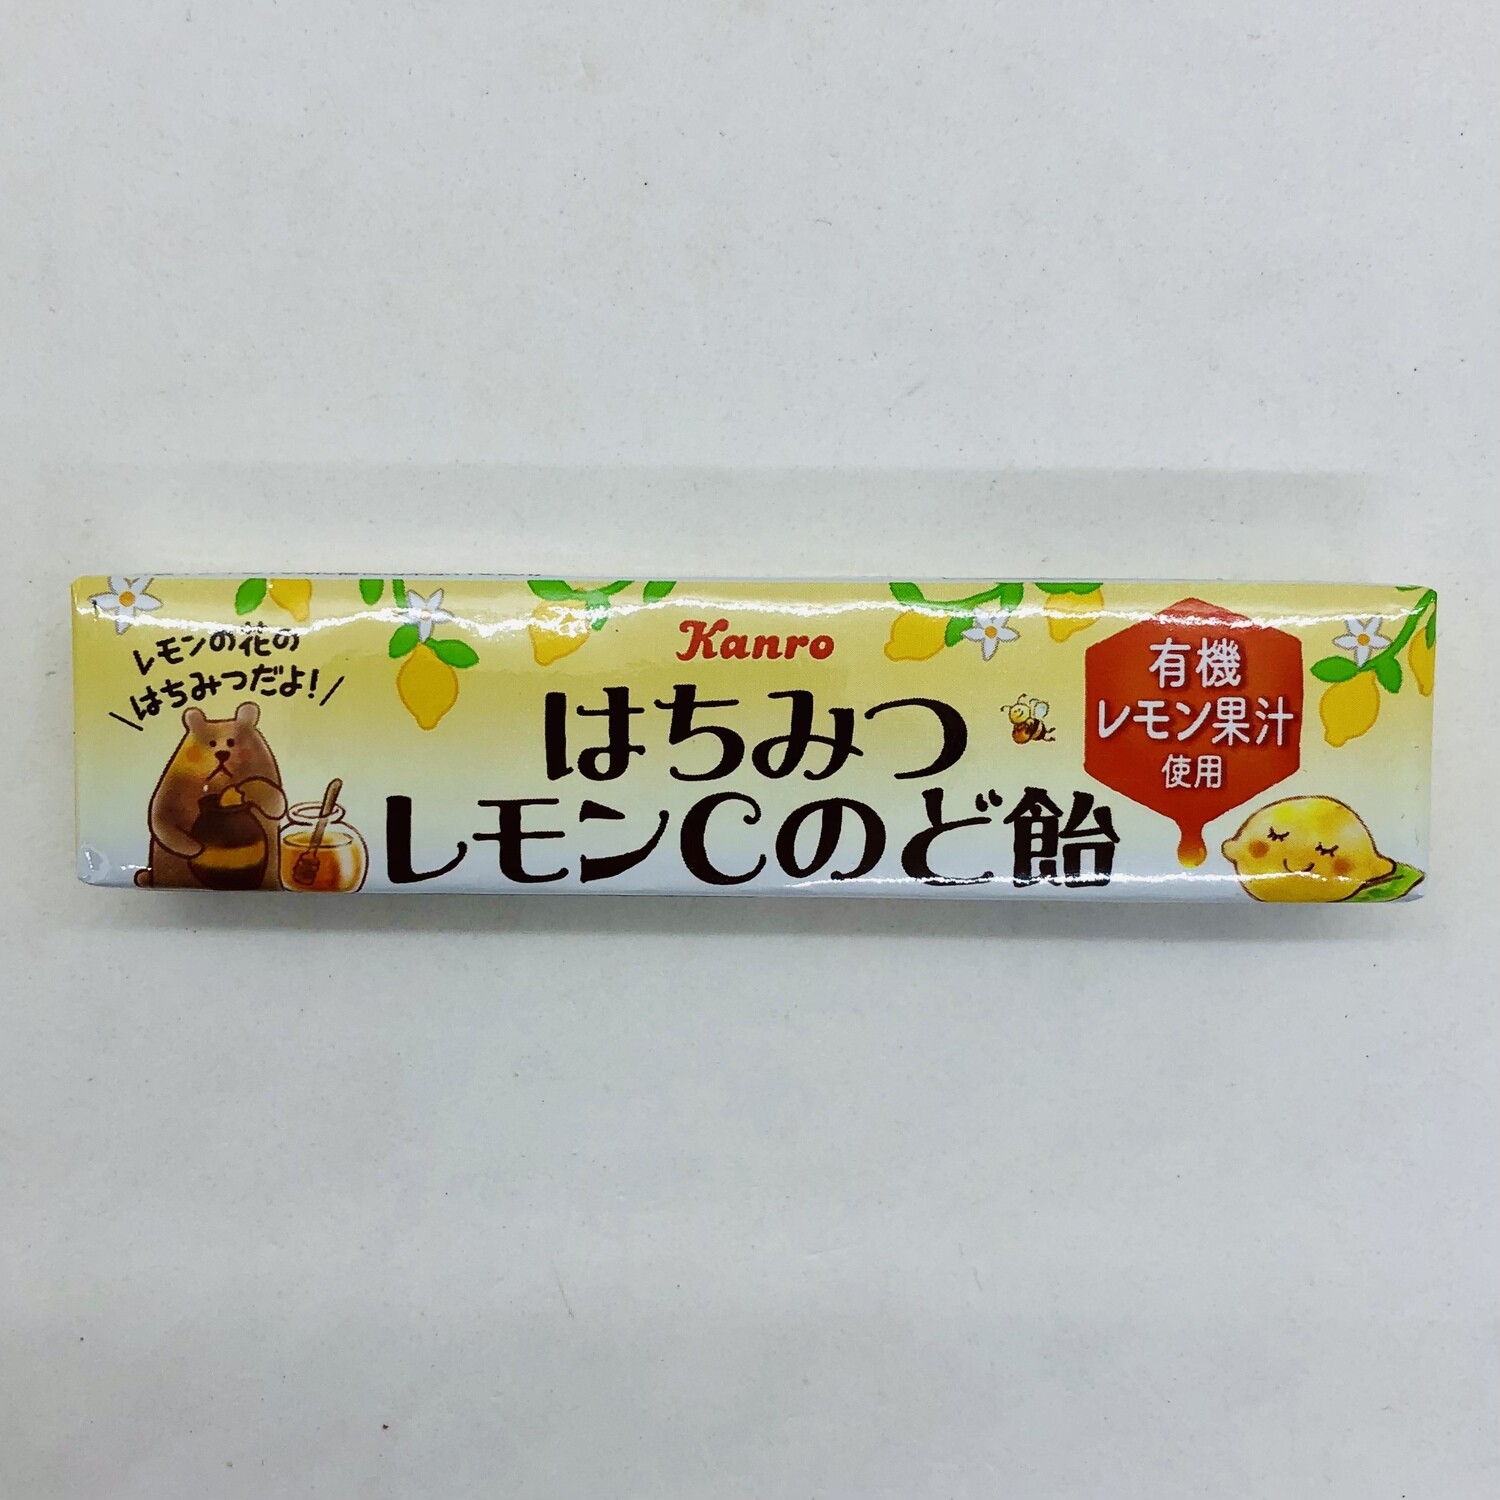 レモンの花の
はちみつだよ!
Kanro
はちみつ
レモンCのど飴
有機
レモン果汁
使用